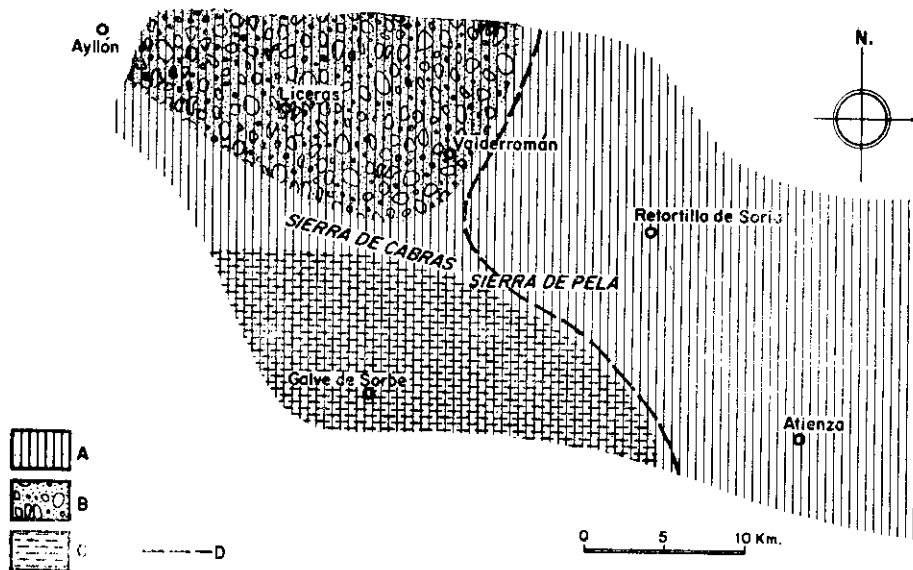 Ayllón
N.
Liceras
Valderromán
Retortillo de Soria
SIERRA DE CABRAS
SIERRA DE PELA
Galve de Sorbe
Atienza
A
B
C
D
0 5 10 Km.